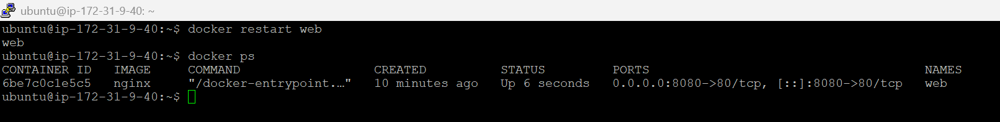 ubuntu@ip-172-31-9-40: ~
ubuntu@ip-172-31-9-40:~$ docker restart web
web
ubuntu@ip-172-31-9-40:~$ docker ps
CONTAINER ID   IMAGE     COMMAND                  CREATED          STATUS         PORTS                                     NAMES
6be7c0c1e5c5   nginx     "/docker-entrypoint.…"   10 minutes ago   Up 6 seconds   0.0.0.0:8080->80/tcp, [::]:8080->80/tcp   web
ubuntu@ip-172-31-9-40:~$